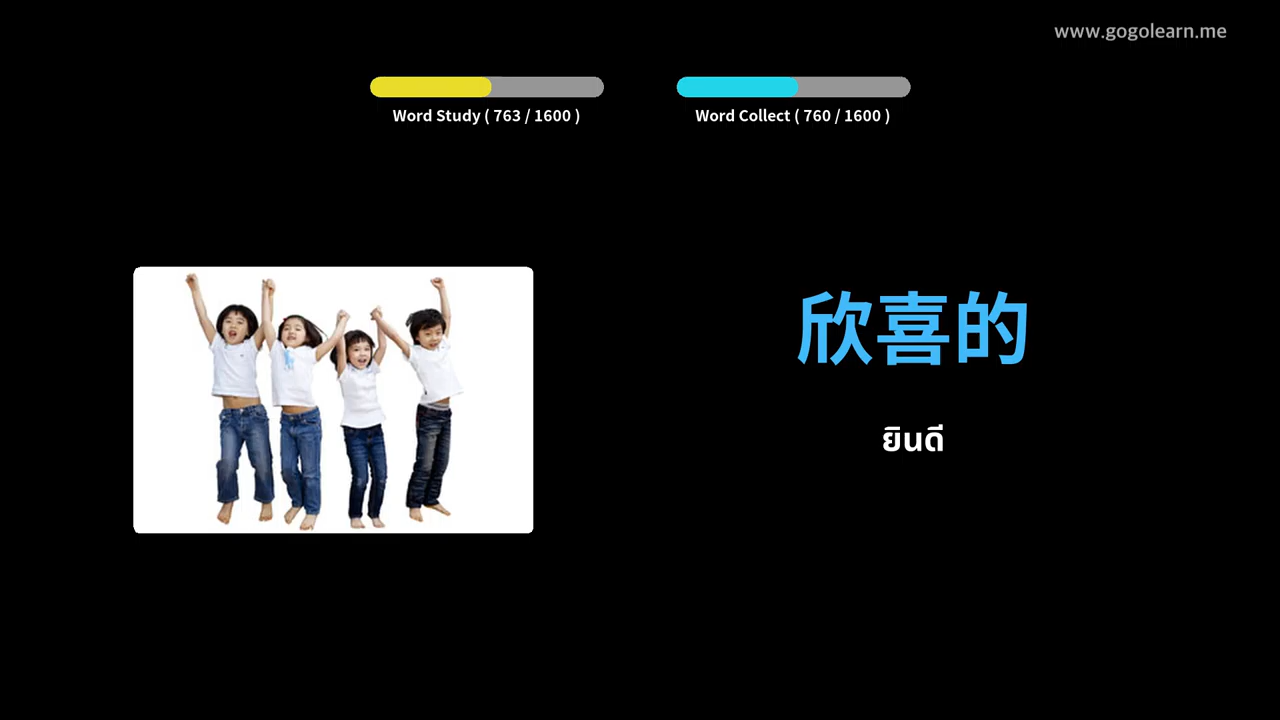 www.gogolearn.me
Word Study ( 763 / 1600 )
Word Collect ( 760 / 1600 )
欣喜的
ยินดี